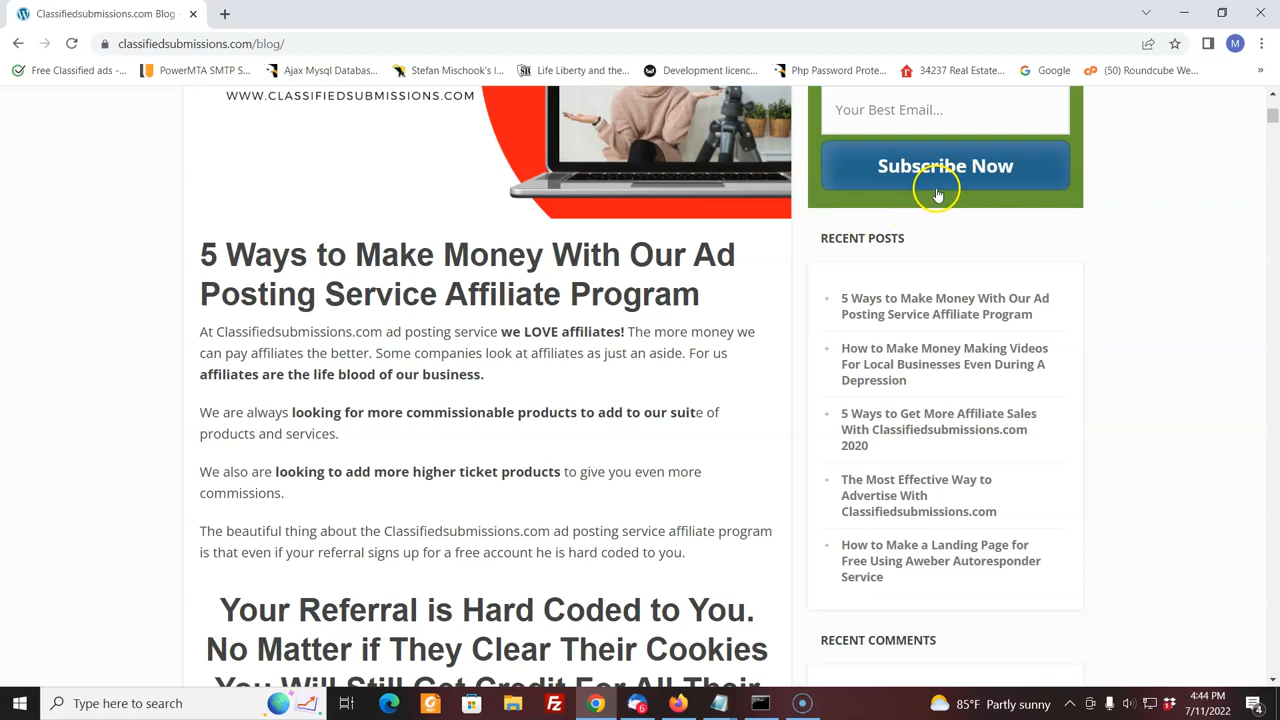 Classifiedsubmissions.com Blog -
classifiedsubmissions.com/blog/
Free Classified ads -...
PowerMTA SMTP S...
Ajax Mysql Databas...
Stefan Mischook's I...
Life Liberty and the...
Development licenc...
Php Password Prote...
34237 Real Estate...
Google
(50) Roundcube We...
»
WWW.CLASSIFIEDSUBMISSIONS.COM
5 Ways to Make Money With Our Ad
Posting Service Affiliate Program
At Classifiedsubmissions.com ad posting service we LOVE affiliates! The more money we
can pay affiliates the better. Some companies look at affiliates as just an aside. For us
affiliates are the life blood of our business.
We are always looking for more commissionable products to add to our suite of
products and services.
We also are looking to add more higher ticket products to give you even more
commissions.
The beautiful thing about the Classifiedsubmissions.com ad posting service affiliate program
is that even if your referral signs up for a free account he is hard coded to you.
Your Referral is Hard Coded to You.
No Matter if They Clear Their Cookies
You Will Still Get Credit For All Their
Your Best Email...
Subscribe Now
RECENT POSTS
5 Ways to Make Money With Our Ad
Posting Service Affiliate Program
How to Make Money Making Videos
For Local Businesses Even During A
Depression
5 Ways to Get More Affiliate Sales
With Classifiedsubmissions.com
2020
The Most Effective Way to
Advertise With
Classifiedsubmissions.com
How to Make a Landing Page for
Free Using Aweber Autoresponder
Service
RECENT COMMENTS
Type here to search
6
85°F Partly sunny
4:44 PM
7/11/2022
4